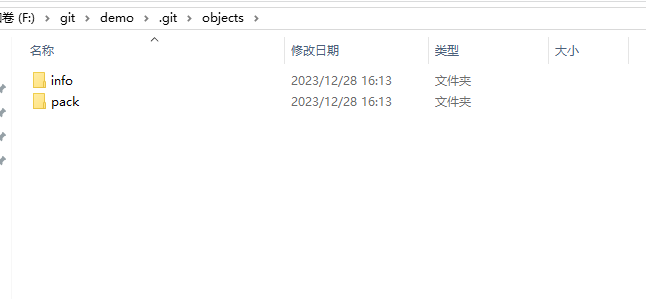 卷 (F:) › git › demo › .git › objects ›
名称 修改日期 类型 大小
info 2023/12/28 16:13 文件夹
pack 2023/12/28 16:13 文件夹